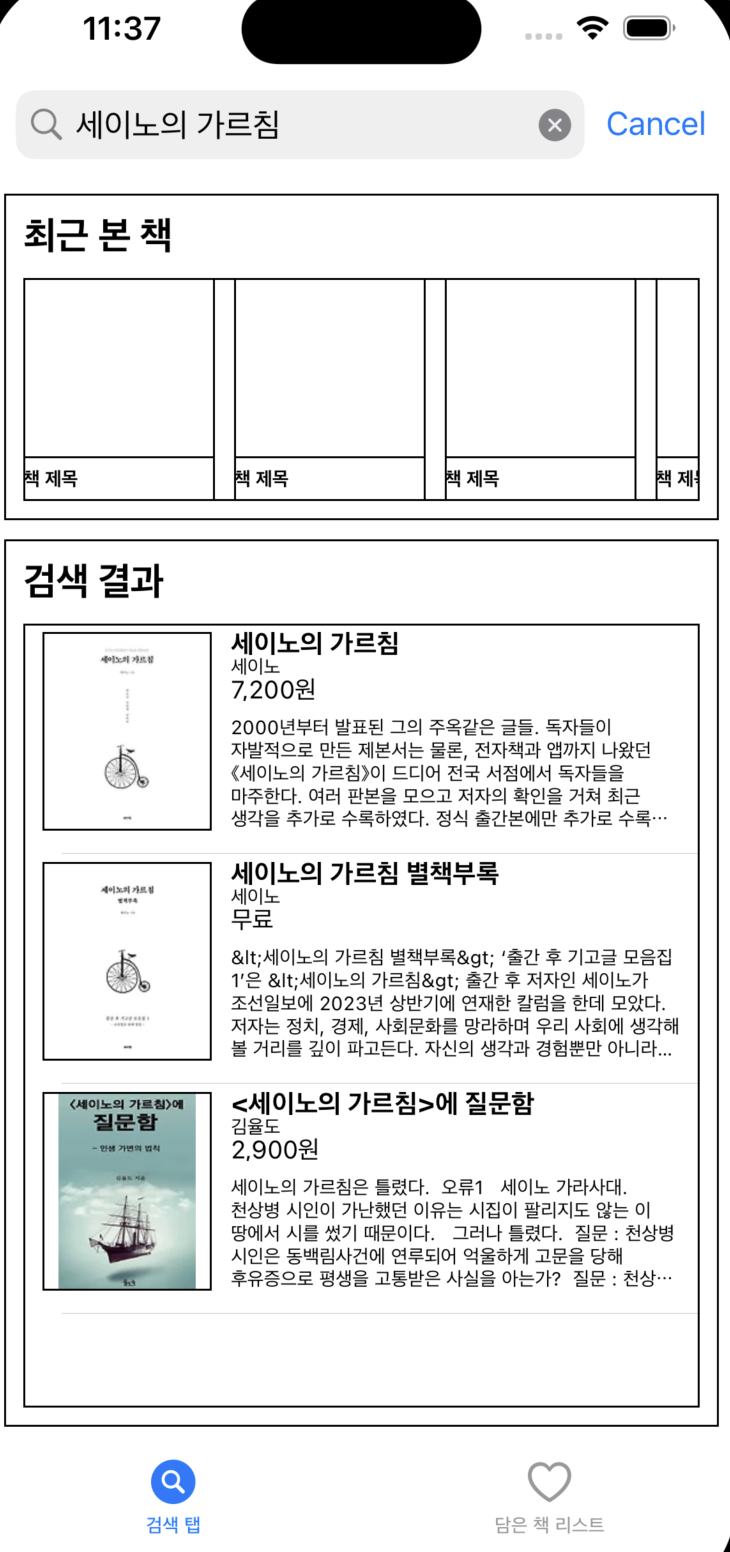 11:37
세이노의 가르침
Cancel
최근 본 책
책 제목
책 제목
책 제목
책 제
검색 결과
세이노의 가르침
세이노의 가르침
세이노
7,200원
2000년부터 발표된 그의 주옥같은 글들. 독자들이
자발적으로 만든 제본서는 물론, 전자책과 앱까지 나왔던
《세이노의 가르침》이 드디어 전국 서점에서 독자들을
마주한다. 여러 판본을 모으고 저자의 확인을 거쳐 최근
생각을 추가로 수록하였다. 정식 출간본에만 추가로 수록…
세이노의 가르침
별책부록
세이노의 가르침 별책부록
세이노
무료
&lt;세이노의 가르침 별책부록&gt; ‘출간 후 기고글 모음집
1’은 &lt;세이노의 가르침&gt; 출간 후 저자인 세이노가
조선일보에 2023년 상반기에 연재한 칼럼을 한데 모았다.
저자는 정치, 경제, 사회문화를 망라하며 우리 사회에 생각해
볼 거리를 깊이 파고든다. 자신의 생각과 경험뿐만 아니라...
<세이노의 가르침>에
질문함
- 인생 가변의 법칙
김율도 지음
<세이노의 가르침>에 질문함
김율도
2,900원
세이노의 가르침은 틀렸다.  오류1   세이노 가라사대.
천상병 시인이 가난했던 이유는 시집이 팔리지도 않는 이
땅에서 시를 썼기 때문이다.   그러나 틀렸다.  질문 : 천상병
시인은 동백림사건에 연루되어 억울하게 고문을 당해
후유증으로 평생을 고통받은 사실을 아는가?  질문 : 천상…
검색 탭
담은 책 리스트